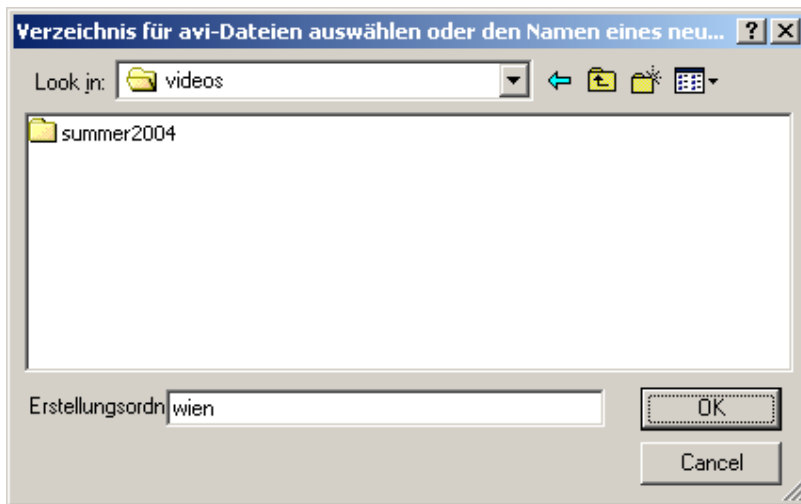 Verzeichnis für avi-Dateien auswählen oder den Namen eines neu...
Look in: videos
summer2004
Erstellungsordn wien
OK
Cancel